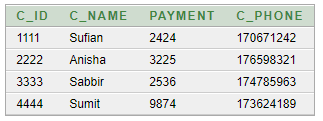 C_ID C_NAME PAYMENT C_PHONE
1111 Sufian 2424 170671242
2222 Anisha 3225 176598321
3333 Sabbir 2536 174785963
4444 Sumit 9874 173624189